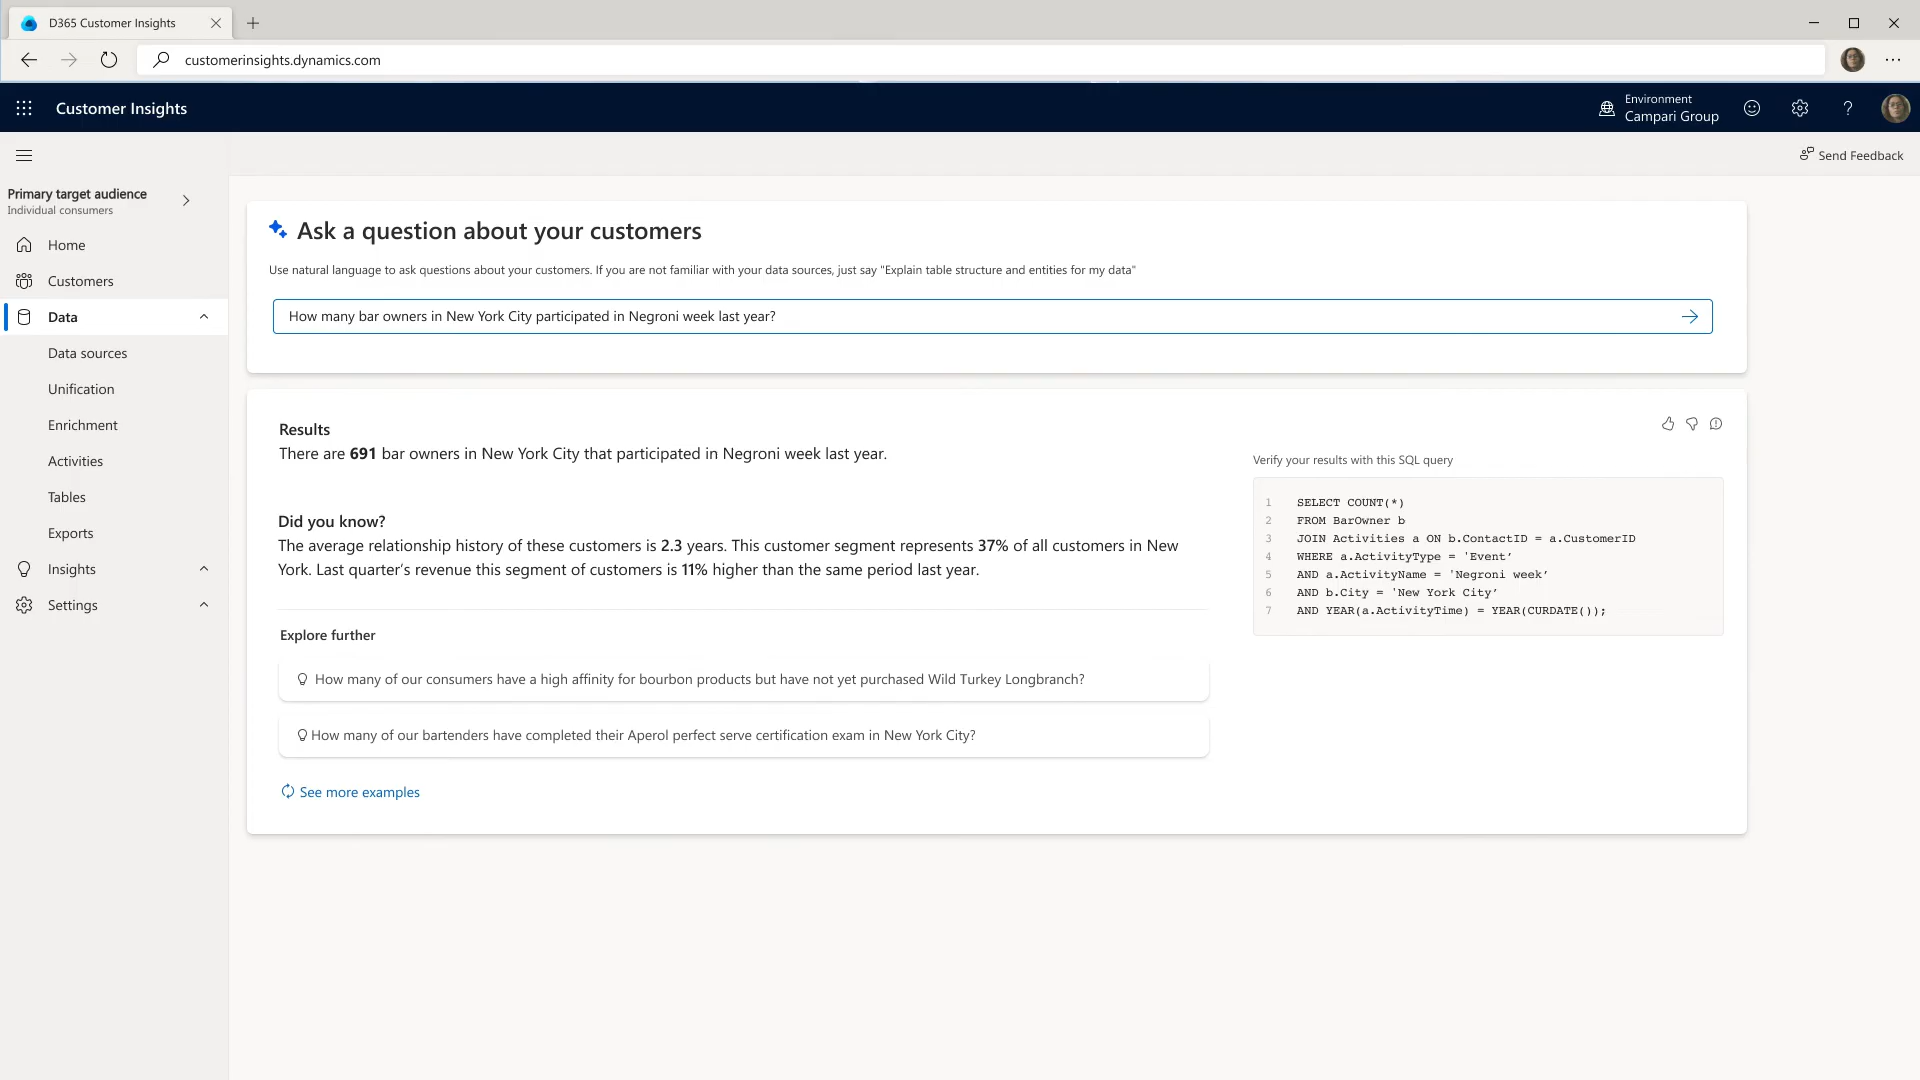 D365 Customer Insights
customerinsights.dynamics.com
Customer Insights
Environment
Campari Group
Send Feedback
Primary target audience
Individual consumers
Home
Customers
Data
Data sources
Unification
Enrichment
Activities
Tables
Exports
Insights
Settings
Ask a question about your customers
Use natural language to ask questions about your customers. If you are not familiar with your data sources, just say "Explain table structure and entities for my data"
How many bar owners in New York City participated in Negroni week last year?
Results
There are 691 bar owners in New York City that participated in Negroni week last year.
Did you know?
The average relationship history of these customers is 2.3 years. This customer segment represents 37% of all customers in New
York. Last quarter’s revenue this segment of customers is 11% higher than the same period last year.
Explore further
How many of our consumers have a high affinity for bourbon products but have not yet purchased Wild Turkey Longbranch?
How many of our bartenders have completed their Aperol perfect serve certification exam in New York City?
See more examples
Verify your results with this SQL query
1 SELECT COUNT(*)
2 FROM BarOwner b
3 JOIN Activities a ON b.ContactID = a.CustomerID
4 WHERE a.ActivityType = 'Event’
5 AND a.ActivityName = 'Negroni week’
6 AND b.City = 'New York City’
7 AND YEAR(a.ActivityTime) = YEAR(CURDATE());